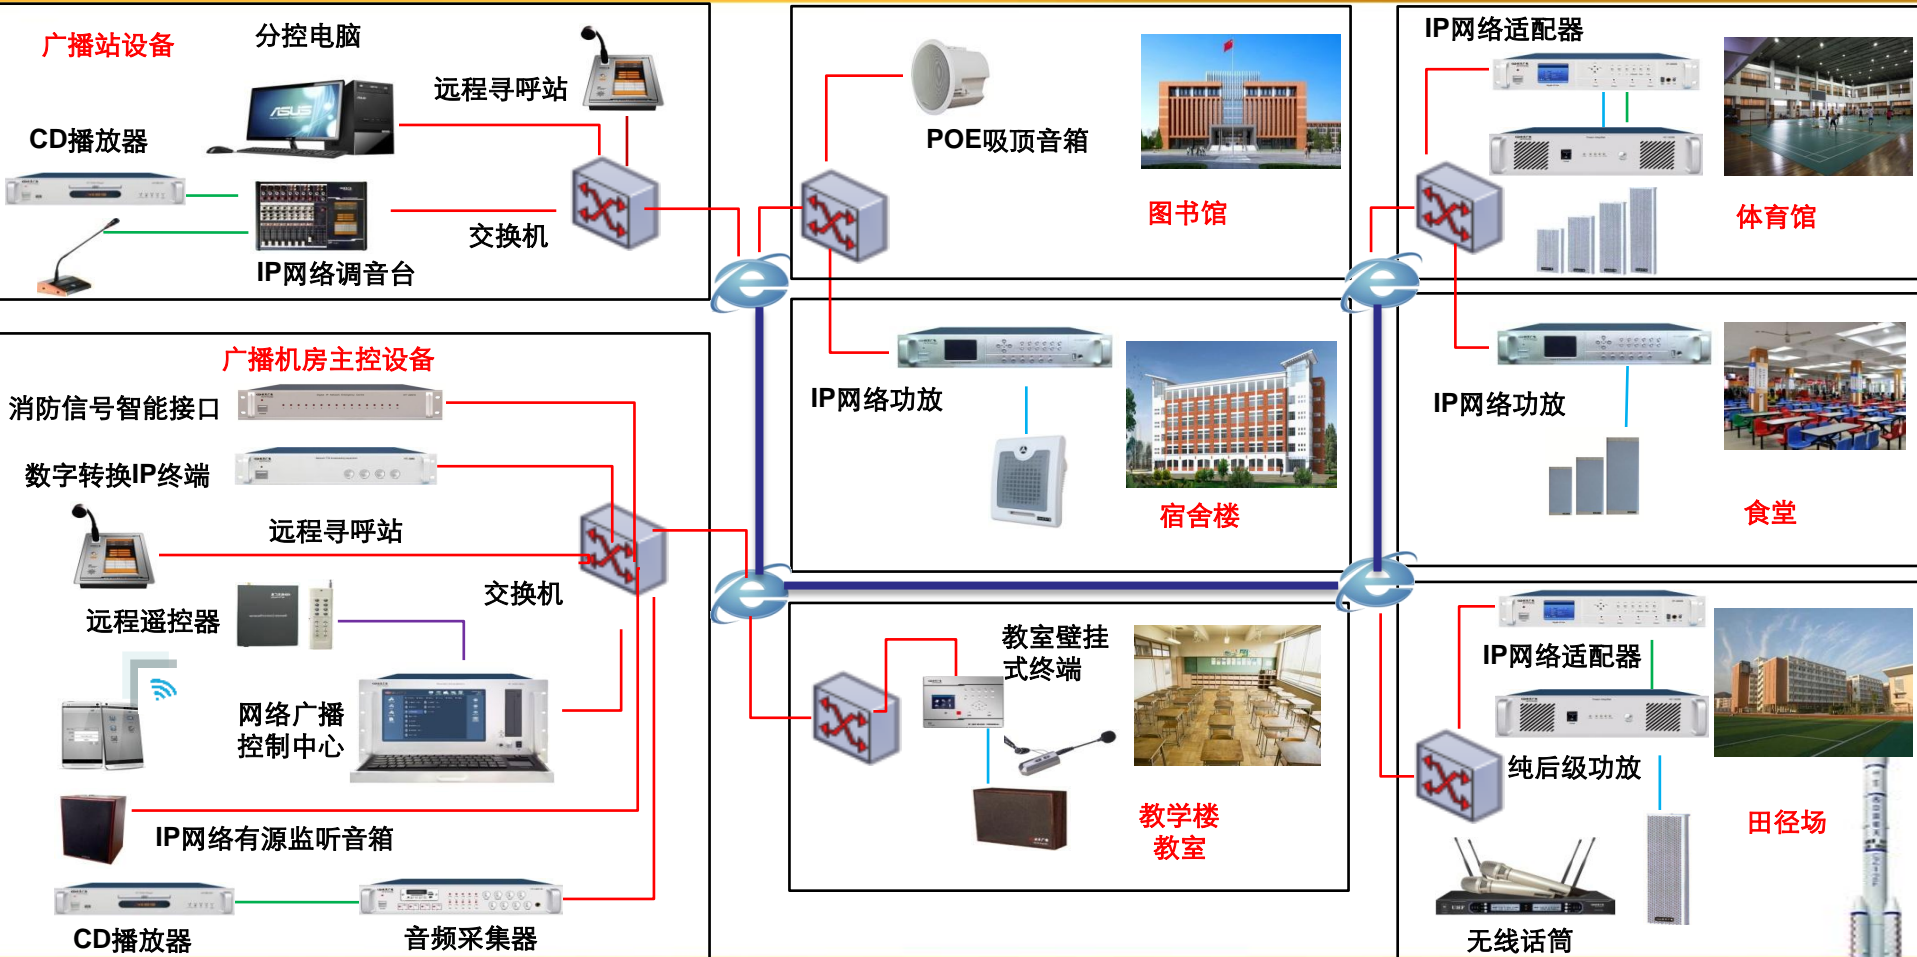 广播站设备
分控电脑
远程寻呼站
CD播放器
ASUS
交换机
IP网络调音台
广播机房主控设备
消防信号智能接口
数字转换IP终端
远程寻呼站
交换机
远程遥控器
网络广播
控制中心
IP网络有源监听音箱
CD播放器
音频采集器
POE吸顶音箱
图书馆
IP网络功放
宿舍楼
教室壁挂
式终端
教学楼
教室
IP网络适配器
体育馆
IP网络功放
食堂
IP网络适配器
纯后级功放
田径场
无线话筒